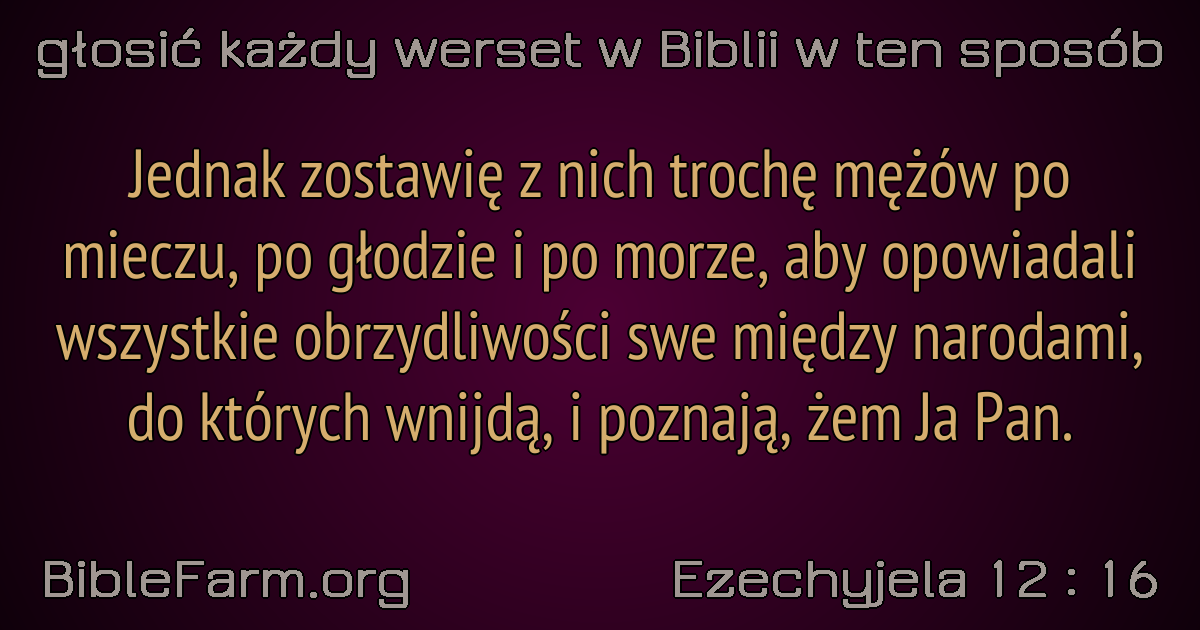 głosić każdy werset w Biblii w ten sposób
Jednak zostawię z nich trochę mężów po
mieczu, po głodzie i po morze, aby opowiadali
wszystkie obrzydliwości swe między narodami,
do których wnijdą, i poznają, żem Ja Pan.
BibleFarm.org
Ezechyjela 12 : 16